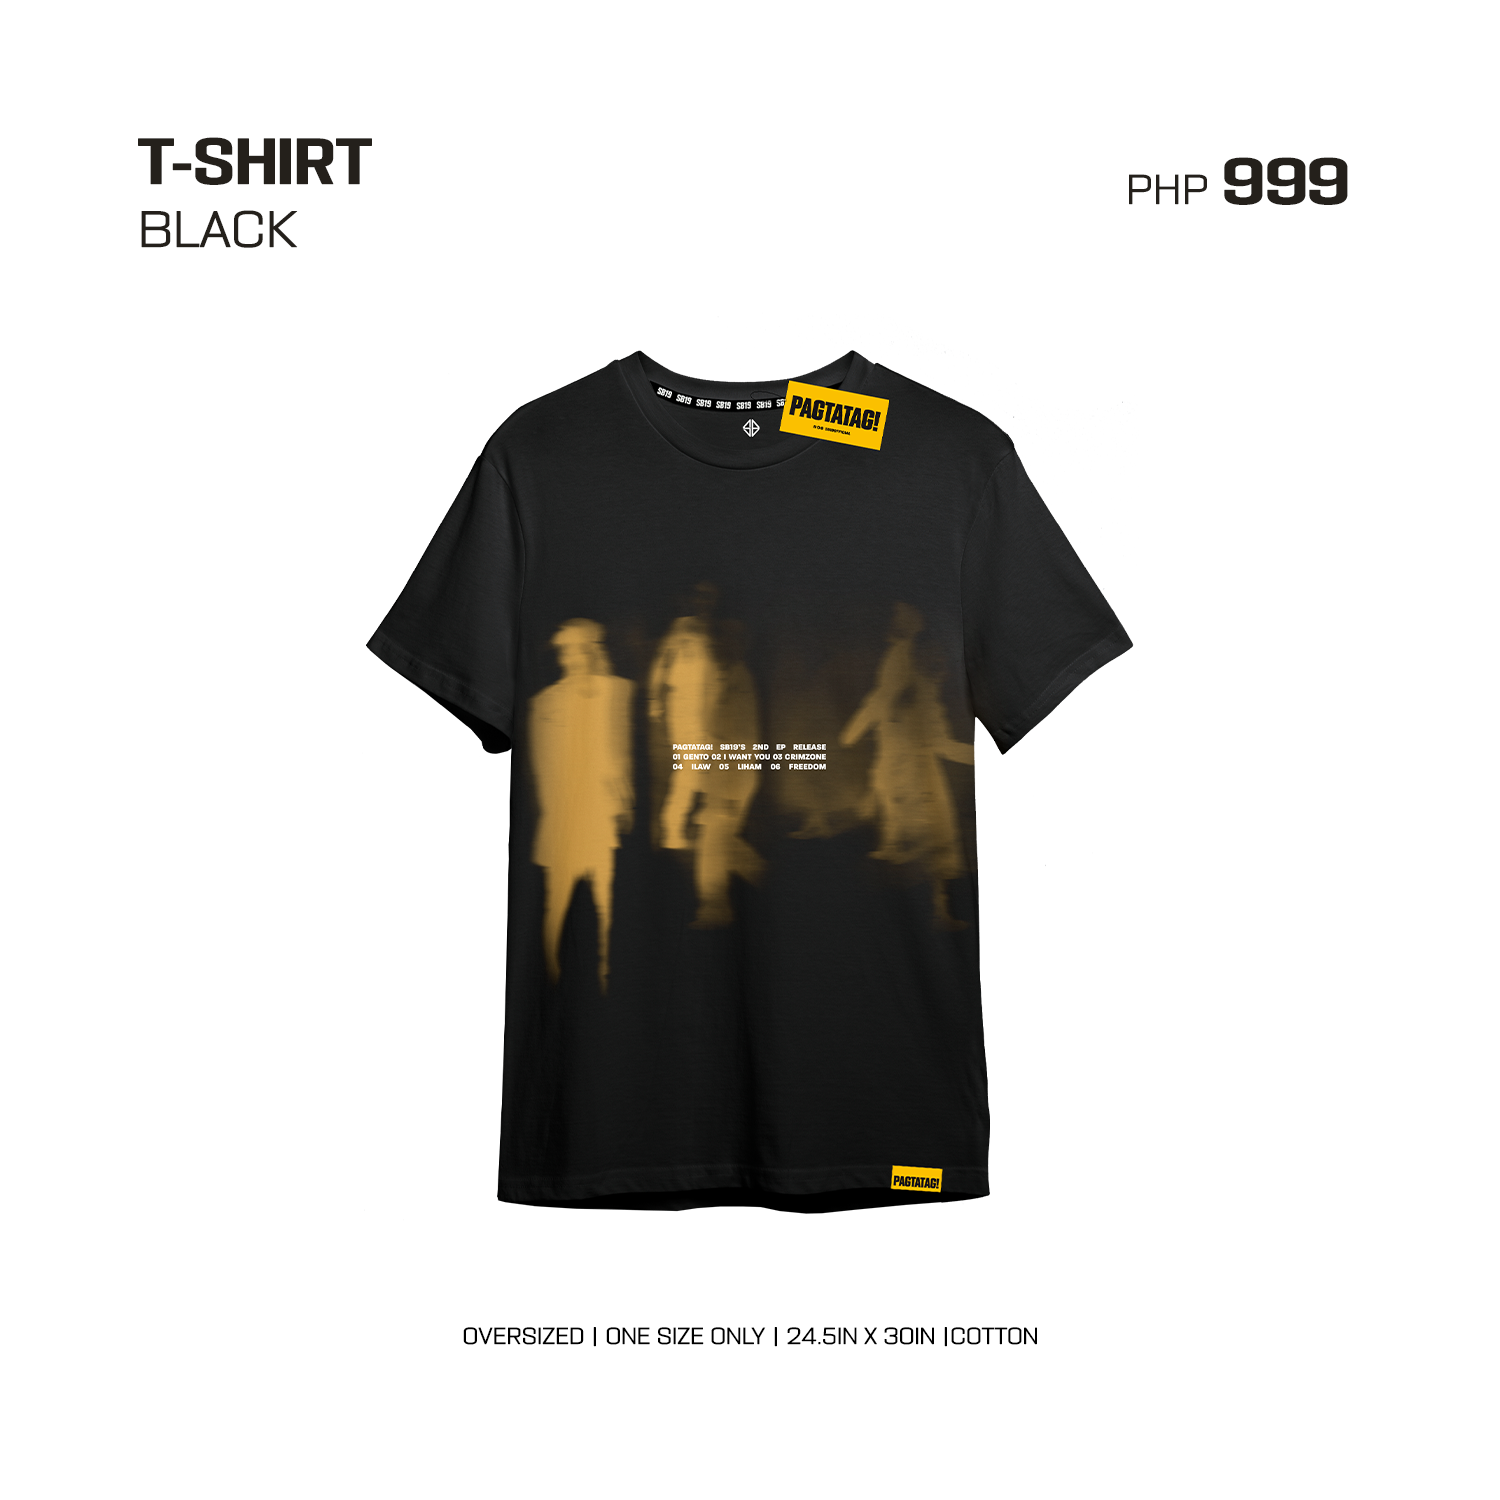 T-SHIRT
BLACK
PHP 999
SB19 SB19 SB19 SB19 SB19 SB19
PAGTATAG!
PAGTATAG! SB19'S 2ND EP RELEASE
01 GENTO 02 I WANT YOU 03 CRIMZONE
04 ILAW 05 LIHAM 06 FREEDOM
PAGTATAG!
OVERSIZED | ONE SIZE ONLY | 24.5IN X 30IN |COTTON